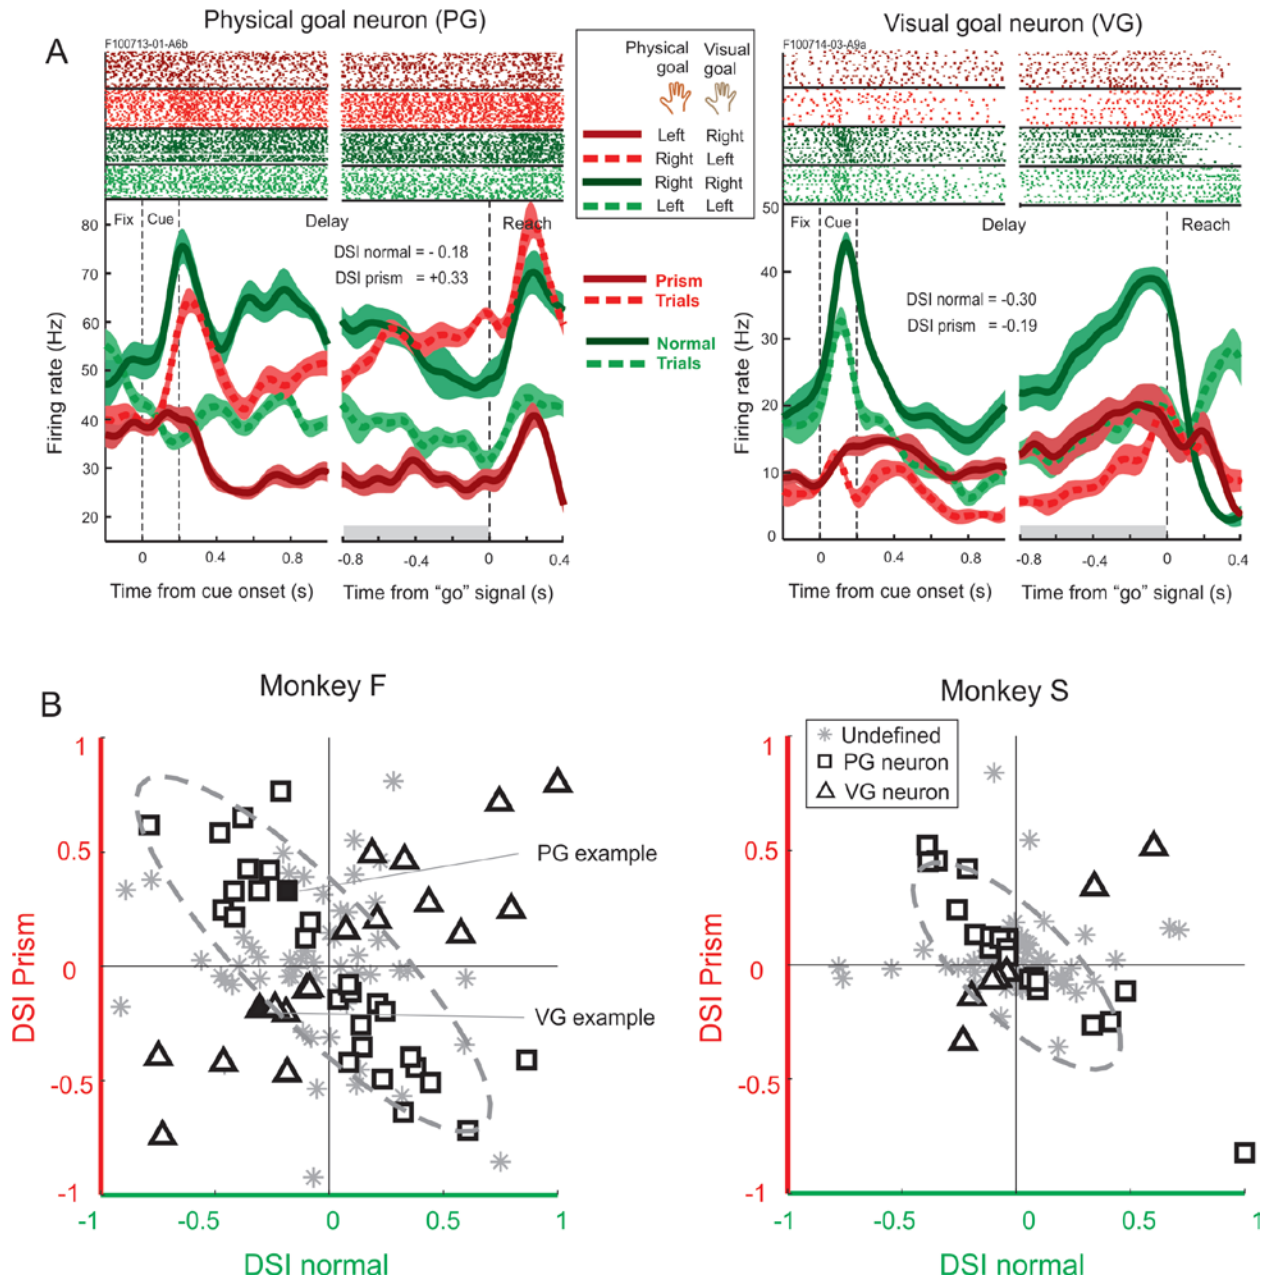 A
Physical goal neuron (PG)
F100713-01-A6b
Fix
Cue
Delay
Reach
DSI normal = - 0.18
DSI prism = +0.33
80
70
60
50
40
30
20
Firing rate (Hz)
0
0.4
0.8
-0.8
-0.4
0
0.4
Time from cue onset (s)
Time from “go” signal (s)
Physical goal
Visual goal
Left Right
Right Left
Right Right
Left Left
Prism
Trials
Normal
Trials
Visual goal neuron (VG)
F100714-03-A9a
Fix
Cue
Delay
Reach
DSI normal = -0.30
DSI prism = -0.19
50
40
30
20
10
0
Firing rate (Hz)
0
0.4
0.8
-0.8
-0.4
0
0.4
Time from cue onset (s)
Time from “go” signal (s)
B
Monkey F
1
0.5
0
-0.5
-1
DSI Prism
PG example
VG example
-1
-0.5
0
0.5
1
DSI normal
Monkey S
Undefined
PG neuron
VG neuron
1
0.5
0
-0.5
-1
DSI Prism
-1
-0.5
0
0.5
1
DSI normal